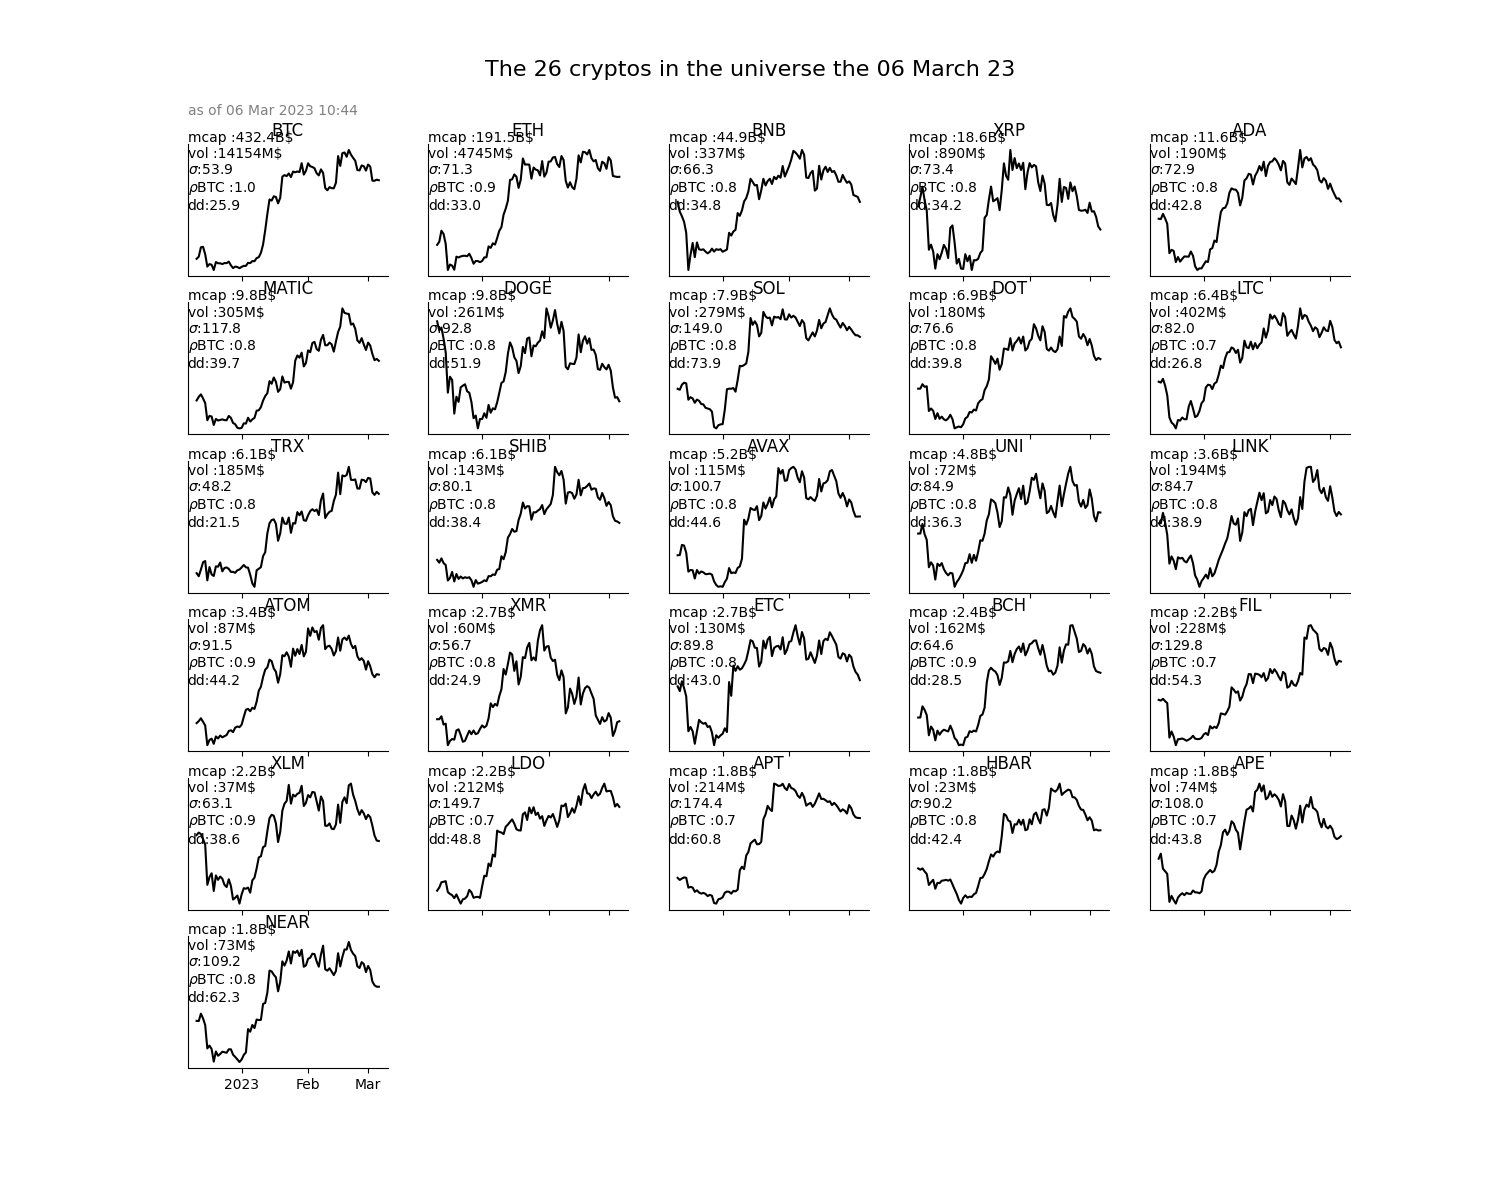 The 26 cryptos in the universe the 06 March 23
as of 06 Mar 2023 10:44
BTC
mcap :432.4B$
vol :14154M$
σ:53.9
ρBTC :1.0
dd:25.9
ETH
mcap :191.5B$
vol :4745M$
σ:71.3
ρBTC :0.9
dd:33.0
BNB
mcap :44.9B$
vol :337M$
σ:66.3
ρBTC :0.8
dd:34.8
XRP
mcap :18.6B$
vol :890M$
σ:73.4
ρBTC :0.8
dd:34.2
ADA
mcap :11.6B$
vol :190M$
σ:72.9
ρBTC :0.8
dd:42.8
MATIC
mcap :9.8B$
vol :305M$
σ:117.8
ρBTC :0.8
dd:39.7
DOGE
mcap :9.8B$
vol :261M$
σ:92.8
ρBTC :0.8
dd:51.9
SOL
mcap :7.9B$
vol :279M$
σ:149.0
ρBTC :0.8
dd:73.9
DOT
mcap :6.9B$
vol :180M$
σ:76.6
ρBTC :0.8
dd:39.8
LTC
mcap :6.4B$
vol :402M$
σ:82.0
ρBTC :0.7
dd:26.8
TRX
mcap :6.1B$
vol :185M$
σ:48.2
ρBTC :0.8
dd:21.5
SHIB
mcap :6.1B$
vol :143M$
σ:80.1
ρBTC :0.8
dd:38.4
AVAX
mcap :5.2B$
vol :115M$
σ:100.7
ρBTC :0.8
dd:44.6
UNI
mcap :4.8B$
vol :72M$
σ:84.9
ρBTC :0.8
dd:36.3
LINK
mcap :3.6B$
vol :194M$
σ:84.7
ρBTC :0.8
dd:38.9
ATOM
mcap :3.4B$
vol :87M$
σ:91.5
ρBTC :0.9
dd:44.2
XMR
mcap :2.7B$
vol :60M$
σ:56.7
ρBTC :0.8
dd:24.9
ETC
mcap :2.7B$
vol :130M$
σ:89.8
ρBTC :0.8
dd:43.0
BCH
mcap :2.4B$
vol :162M$
σ:64.6
ρBTC :0.9
dd:28.5
FIL
mcap :2.2B$
vol :228M$
σ:129.8
ρBTC :0.7
dd:54.3
XLM
mcap :2.2B$
vol :37M$
σ:63.1
ρBTC :0.9
dd:38.6
LDO
mcap :2.2B$
vol :212M$
σ:149.7
ρBTC :0.7
dd:48.8
APT
mcap :1.8B$
vol :214M$
σ:174.4
ρBTC :0.7
dd:60.8
HBAR
mcap :1.8B$
vol :23M$
σ:90.2
ρBTC :0.8
dd:42.4
APE
mcap :1.8B$
vol :74M$
σ:108.0
ρBTC :0.7
dd:43.8
NEAR
mcap :1.8B$
vol :73M$
σ:109.2
ρBTC :0.8
dd:62.3
2023 Feb Mar